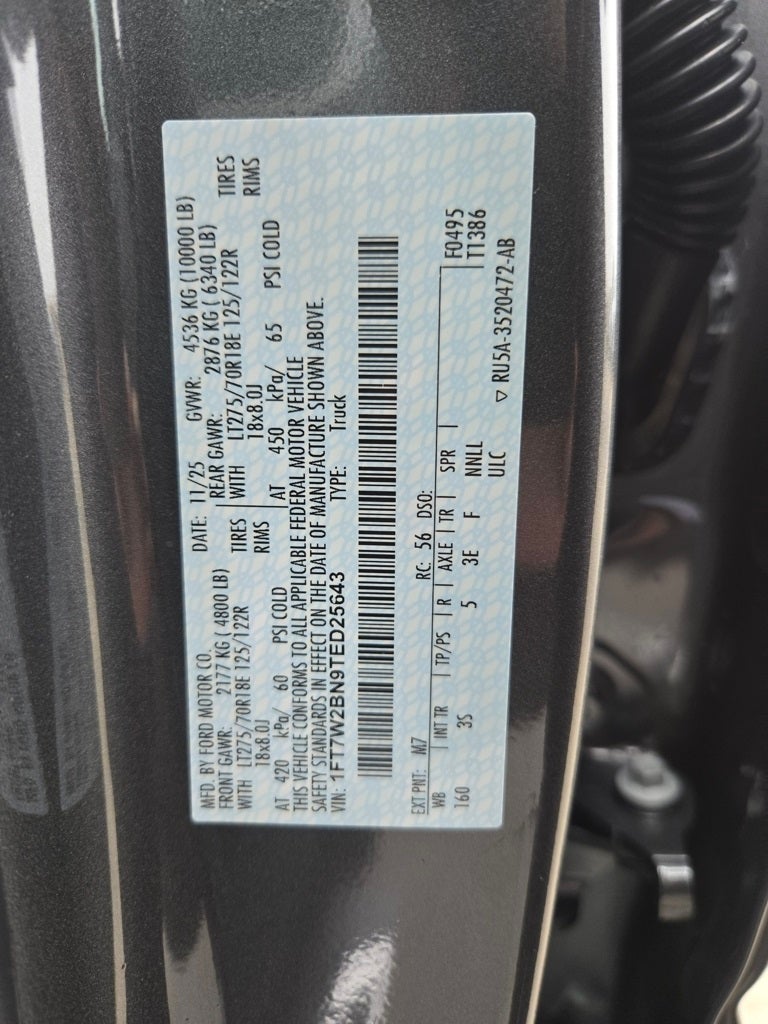 MFD. BY FORD MOTOR CO.
DATE: 11/25 GVWR: 4536 KG (10000 LB)
FRONT GAWR: 2177 KG ( 4800 LB)
REAR GAWR: 2876 KG ( 6340 LB)
WITH LT275/70R18E 125/122R TIRES
WITH LT275/70R18E 125/122R TIRES
18x8.0J RIMS
18x8.0J RIMS
AT 420 kPa/ 60 PSI COLD
AT 450 kPa/ 65 PSI COLD
THIS VEHICLE CONFORMS TO ALL APPLICABLE FEDERAL MOTOR VEHICLE
SAFETY STANDARDS IN EFFECT ON THE DATE OF MANUFACTURE SHOWN ABOVE.
VIN: 1FT7W2BN9TED25643 TYPE: Truck
EXT PNT: M7 RC: 56 DSO:
WB INT TR TP/PS R AXLE TR SPR F0495
160 3S 5 3E F NNLL T1386
ULC
▽ RU5A-3520472-AB